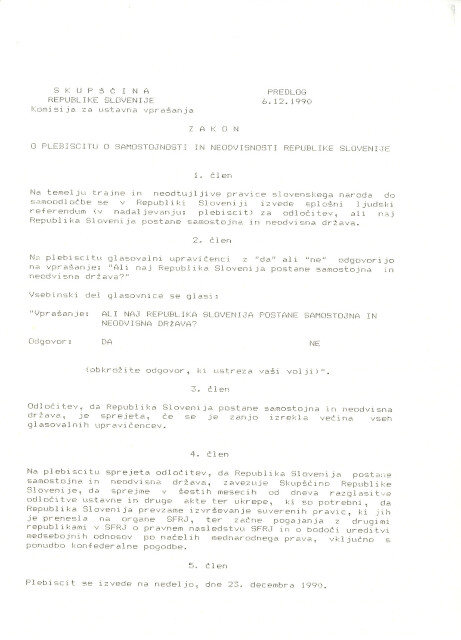 S K U P Š Č I N A PREDLOG
REPUBLIKE SLOVENIJE 6.12.1990
Komisija za ustavna vprašanja
Z A K O N
O PLEBISCITU O SAMOSTOJNOSTI IN NEODVISNOSTI REPUBLIKE SLOVENIJE
1. člen
Na temelju trajne in neodtujljive pravice slovenskega naroda do
samoodločbe se v Republiki Sloveniji izvede splošni ljudski
referendum (v nadaljevanju: plebiscit) za odločitev, ali naj
Republika Slovenija postane samostojna in neodvisna država.
2. člen
Na plebiscitu glasovalni upravičenci z "da" ali "ne" odgovorijo
na vprašanje: "Ali naj Republika Slovenija postane samostojna in
neodvisna država?"
Vsebinski del glasovnice se glasi:
"Vprašanje: ALI NAJ REPUBLIKA SLOVENIJA POSTANE SAMOSTOJNA IN
NEODVISNA DRŽAVA?
Odgovor: DA NE
(obkrožite odgovor, ki ustreza vaši volji)".
3. člen
Odločitev, da Republika Slovenija postane samostojna in neodvisna
država, je sprejeta, če se je zanjo izrekla večina vseh
glasovalnih upravičencev.
4. člen
Na plebiscitu sprejeta odločitev, da Republika Slovenija postane
samostojna in neodvisna država, zavezuje Skupščino Republike
Slovenije, da sprejme v šestih mesecih od dneva razglasitve
odločitve ustavne in druge akte ter ukrepe, ki so potrebni, da
Republika Slovenija prevzame izvrševanje suverenih pravic, ki jih
je prenesla na organe SFRJ, ter začne pogajanja z drugimi
republikami v SFRJ o pravnem nasledstvu SFRJ in o bodoči ureditvi
medsebojnih odnosov po načelih mednarodnega prava, vključno s
ponudbo konfederalne pogodbe.
5. člen
Plebiscit se izvede na nedeljo, dne 23. decembra 1990.